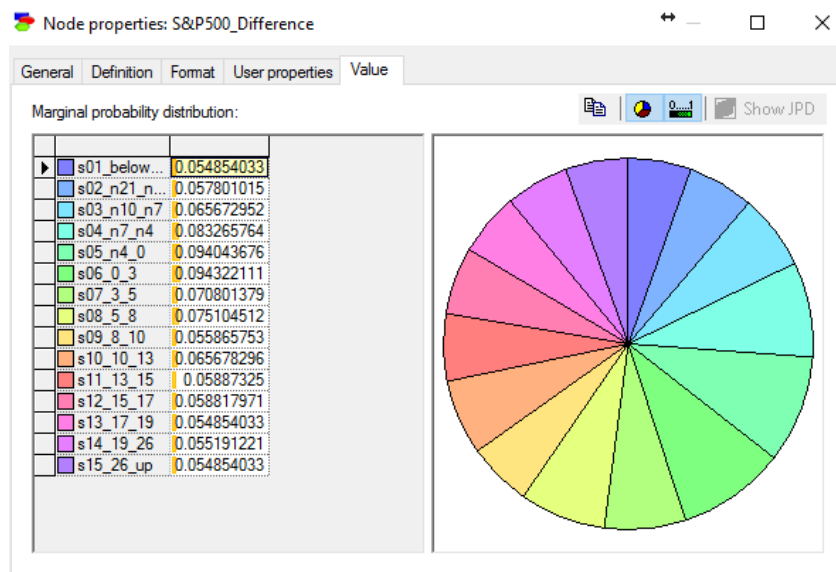 Node properties: S&P500_Difference
General Definition Format User properties Value
Marginal probability distribution:
0....1 Show JPD
s01_below... 0.054854033
s02_n21_n... 0.057801015
s03_n10_n7 0.065672952
s04_n7_n4 0.083265764
s05_n4_0 0.094043676
s06_0_3 0.094322111
s07_3_5 0.070801379
s08_5_8 0.075104512
s09_8_10 0.055865753
s10_10_13 0.065678296
s11_13_15 0.05887325
s12_15_17 0.058817971
s13_17_19 0.054854033
s14_19_26 0.055191221
s15_26_up 0.054854033